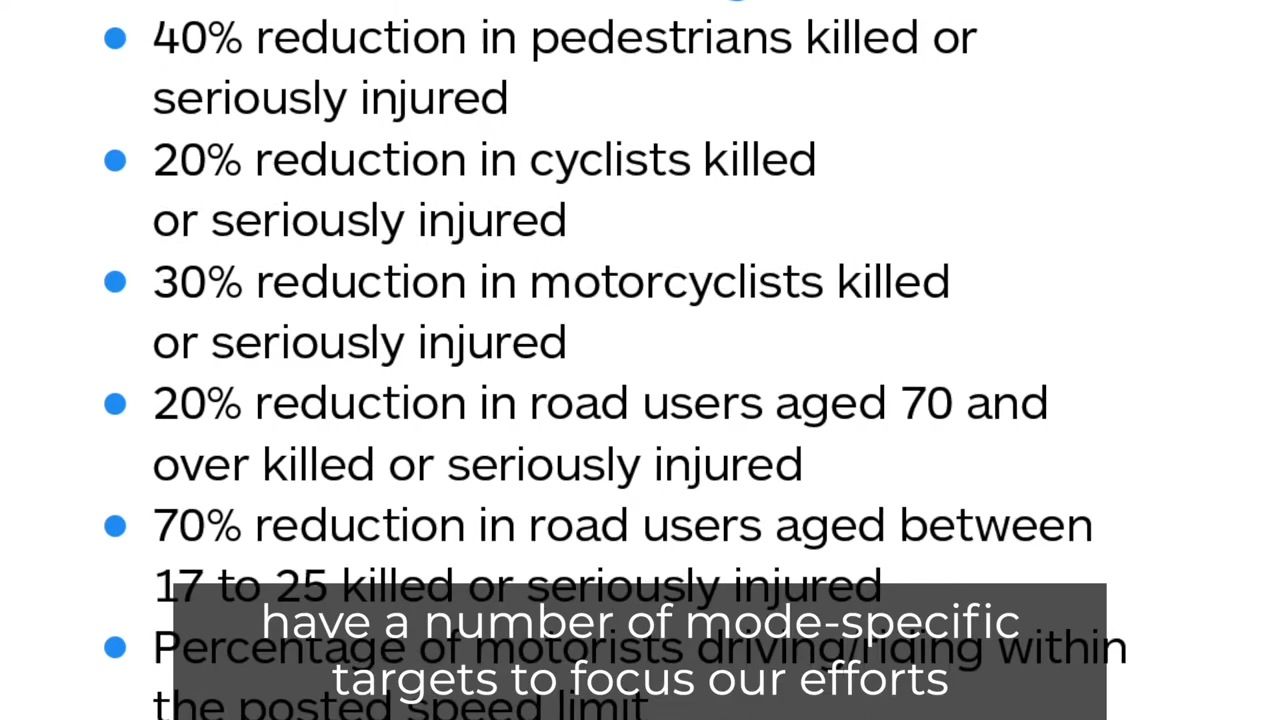 40% reduction in pedestrians killed or
seriously injured
20% reduction in cyclists killed
or seriously injured
30% reduction in motorcyclists killed
or seriously injured
20% reduction in road users aged 70 and
over killed or seriously injured
70% reduction in road users aged between
17 to 25 killed or seriously injured
Percentage of motorists driving/riding within
the posted speed limit
have a number of mode-specific
targets to focus our efforts